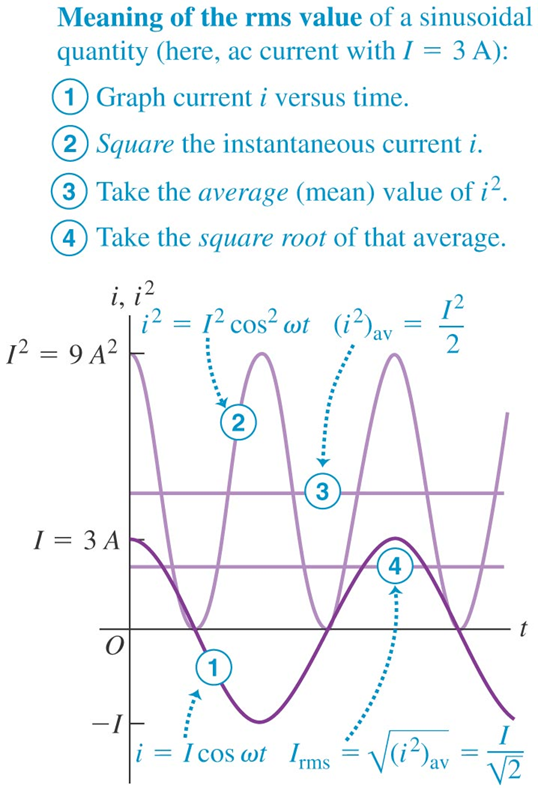 Meaning of the rms value of a sinusoidal
quantity (here, ac current with I = 3 A):
1 Graph current i versus time.
2 Square the instantaneous current i.
3 Take the average (mean) value of i².
4 Take the square root of that average.
i, i²
i² = I² cos² ωt (i²)av = I²/2
I² = 9 A²
2
3
I = 3 A
4
O
t
1
−I
i = I cos ωt Irms = √(i²)av = I/√2